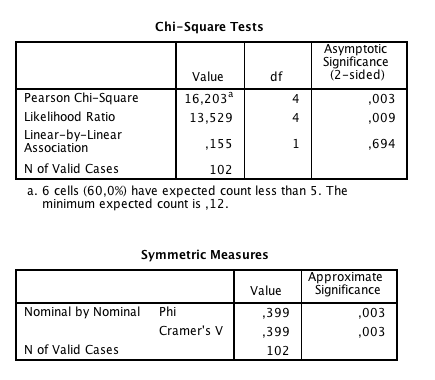 Chi-Square Tests
Value df Asymptotic Significance (2-sided)
Pearson Chi-Square 16,203a 4 ,003
Likelihood Ratio 13,529 4 ,009
Linear-by-Linear Association ,155 1 ,694
N of Valid Cases 102
a. 6 cells (60,0%) have expected count less than 5. The
minimum expected count is ,12.
Symmetric Measures
Value Approximate Significance
Nominal by Nominal Phi ,399 ,003
Cramer's V ,399 ,003
N of Valid Cases 102